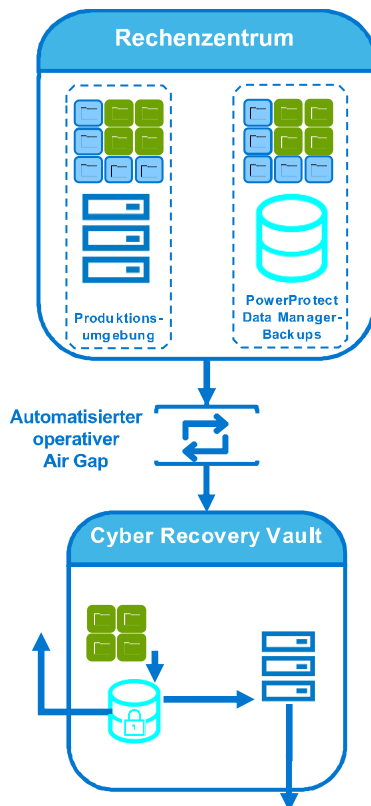 Rechenzentrum
Produktions-
umgebung
PowerProtect
Data Manager-
Backups
Automatisierter
operativer
Air Gap
Cyber Recovery Vault